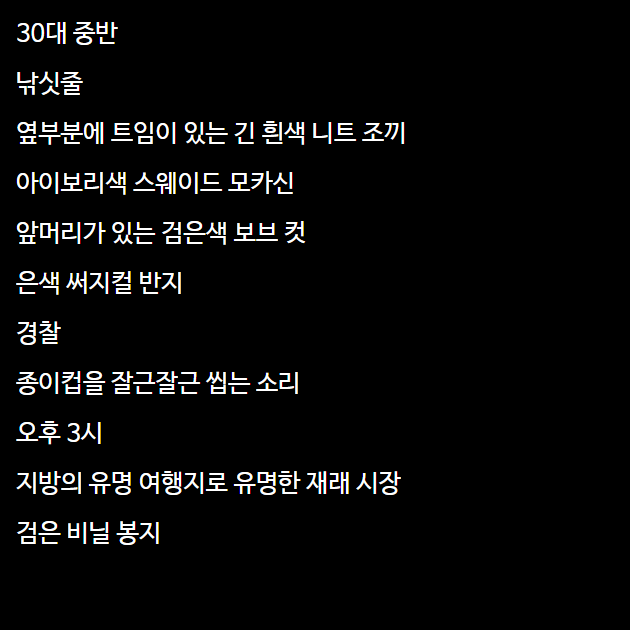 30대 중반
낚싯줄
옆부분에 트임이 있는 긴 흰색 니트 조끼
아이보리색 스웨이드 모카신
앞머리가 있는 검은색 보브 컷
은색 써지컬 반지
경찰
종이컵을 잘근잘근 씹는 소리
오후 3시
지방의 유명 여행지로 유명한 재래 시장
검은 비닐 봉지